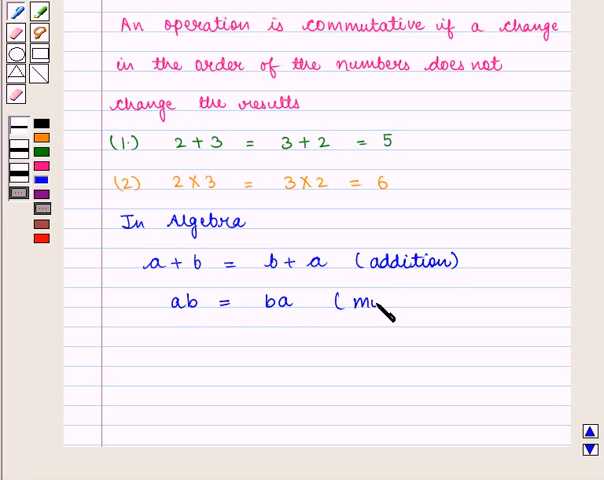 An operation is commutative if a change
in the order of the numbers does not
change the results
(1.) 2 + 3 = 3 + 2 = 5
(2) 2 × 3 = 3 × 2 = 6
In Algebra
a + b = b + a (addition)
ab = ba (mu